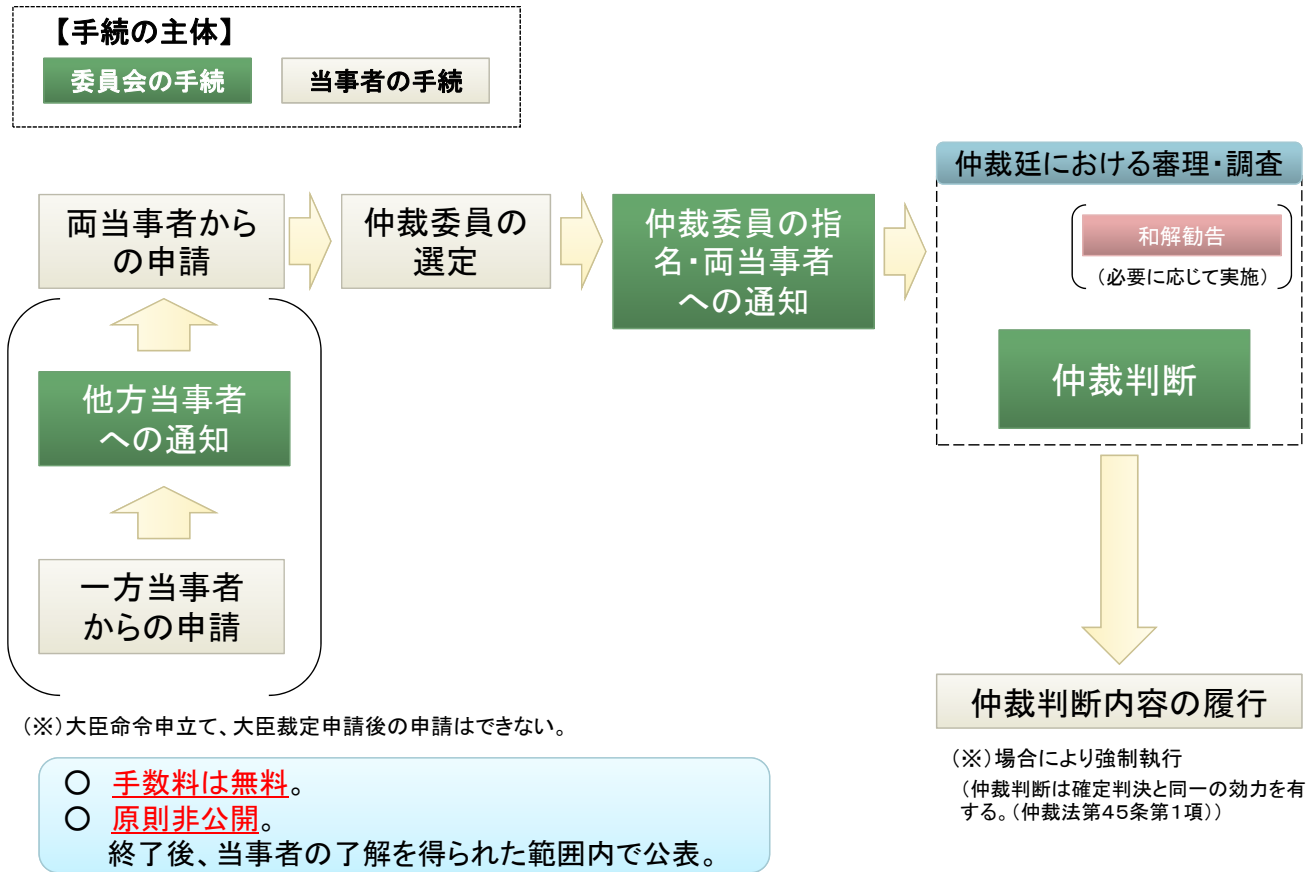 【手続の主体】
委員会の手続
当事者の手続
両当事者から
の申請
仲裁委員の
選定
仲裁委員の指
名・両当事者
への通知
仲裁廷における審理・調査
和解勧告
（必要に応じて実施）
仲裁判断
他方当事者
への通知
一方当事者
からの申請
（※）大臣命令申立て、大臣裁定申請後の申請はできない。
仲裁判断内容の履行
（※）場合により強制執行
（仲裁判断は確定判決と同一の効力を有
する。（仲裁法第45条第1項））
○ 手数料は無料。
○ 原則非公開。
終了後、当事者の了解を得られた範囲内で公表。